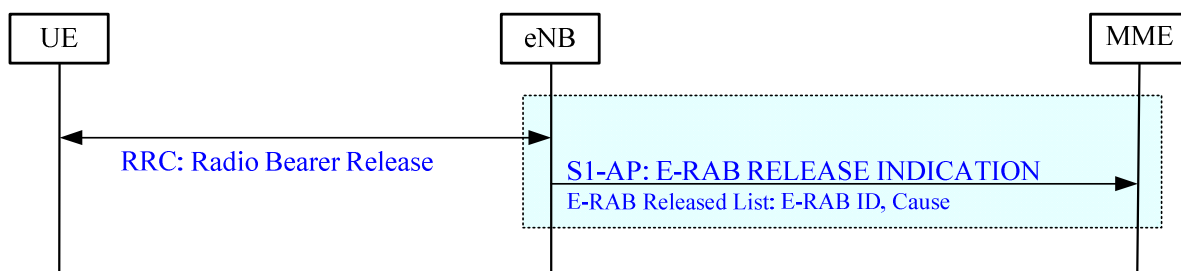 UE
eNB
MME
RRC: Radio Bearer Release
S1-AP: E-RAB RELEASE INDICATION
E-RAB Released List: E-RAB ID, Cause